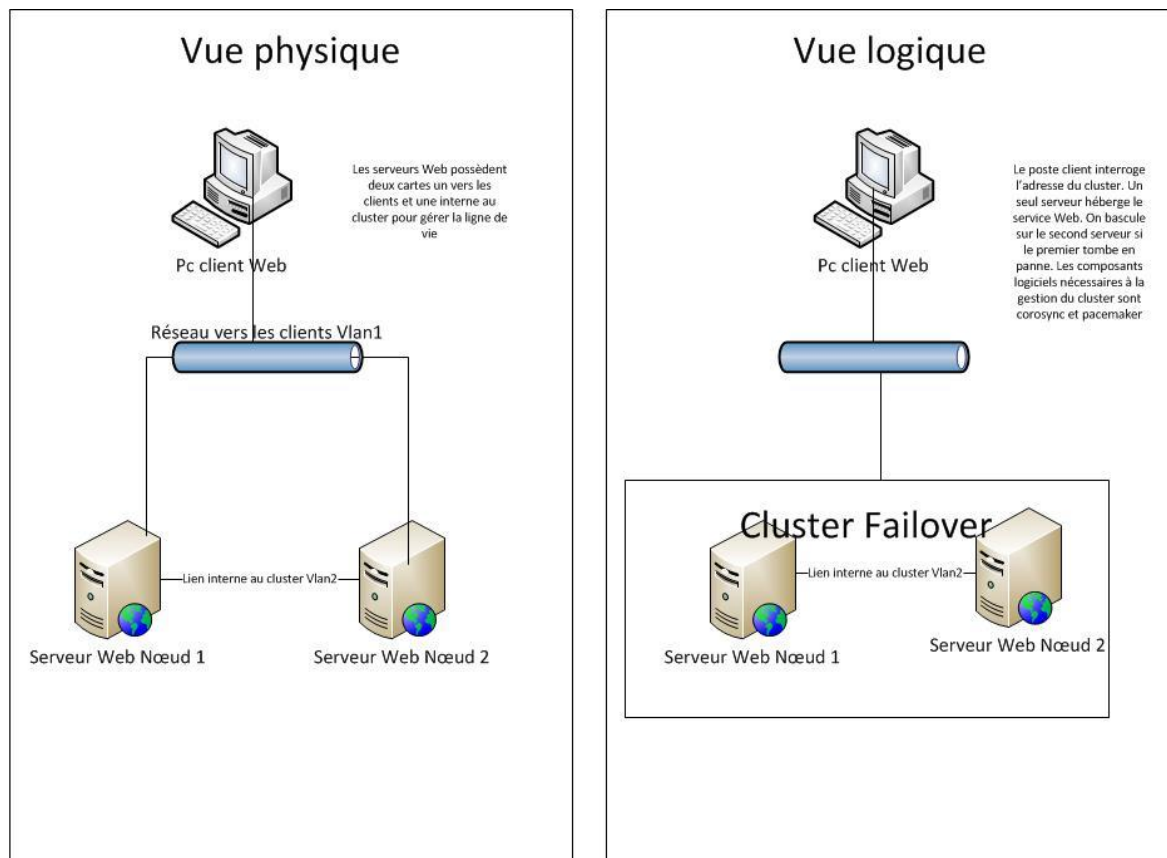 Vue physique
Les serveurs Web possèdent
deux cartes un vers les
clients et une interne au
cluster pour gérer la ligne de
vie
Pc client Web
Réseau vers les clients Vlan1
Lien interne au cluster Vlan2
Serveur Web Nœud 1
Serveur Web Nœud 2
Vue logique
Le poste client interroge
l'adresse du cluster. Un
seul serveur héberge le
service Web. On bascule
sur le second serveur si
le premier tombe en
panne. Les composants
logiciels nécessaires à la
gestion du cluster sont
corosync et pacemaker
Pc client Web
Cluster Failover
Lien interne au cluster Vlan2
Serveur Web Nœud 1
Serveur Web Nœud 2